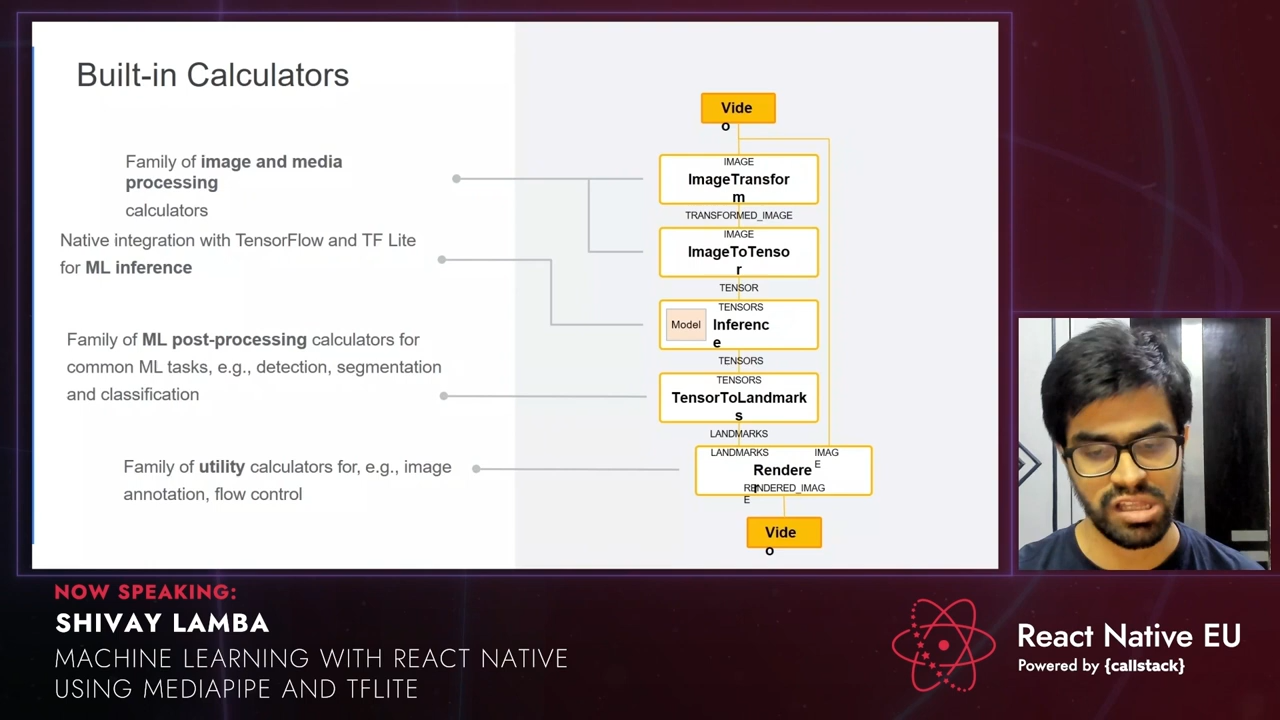 Built-in Calculators
Family of image and media
processing
calculators
Native integration with TensorFlow and TF Lite
for ML inference
Family of ML post-processing calculators for
common ML tasks, e.g., detection, segmentation
and classification
Family of utility calculators for, e.g., image
annotation, flow control
Vide
o
IMAGE
ImageTransfor
m
TRANSFORMED_IMAGE
IMAGE
ImageToTenso
r
TENSOR
TENSORS
Model
Inferenc
e
TENSORS
TENSORS
TensorToLandmark
s
LANDMARKS
LANDMARKS
IMAG
E
Rendere
r
RENDERED_IMAG
E
Vide
o
NOW SPEAKING:
SHIVAY LAMBA
MACHINE LEARNING WITH REACT NATIVE
USING MEDIAPIPE AND TFLITE
React Native EU
Powered by {callstack}